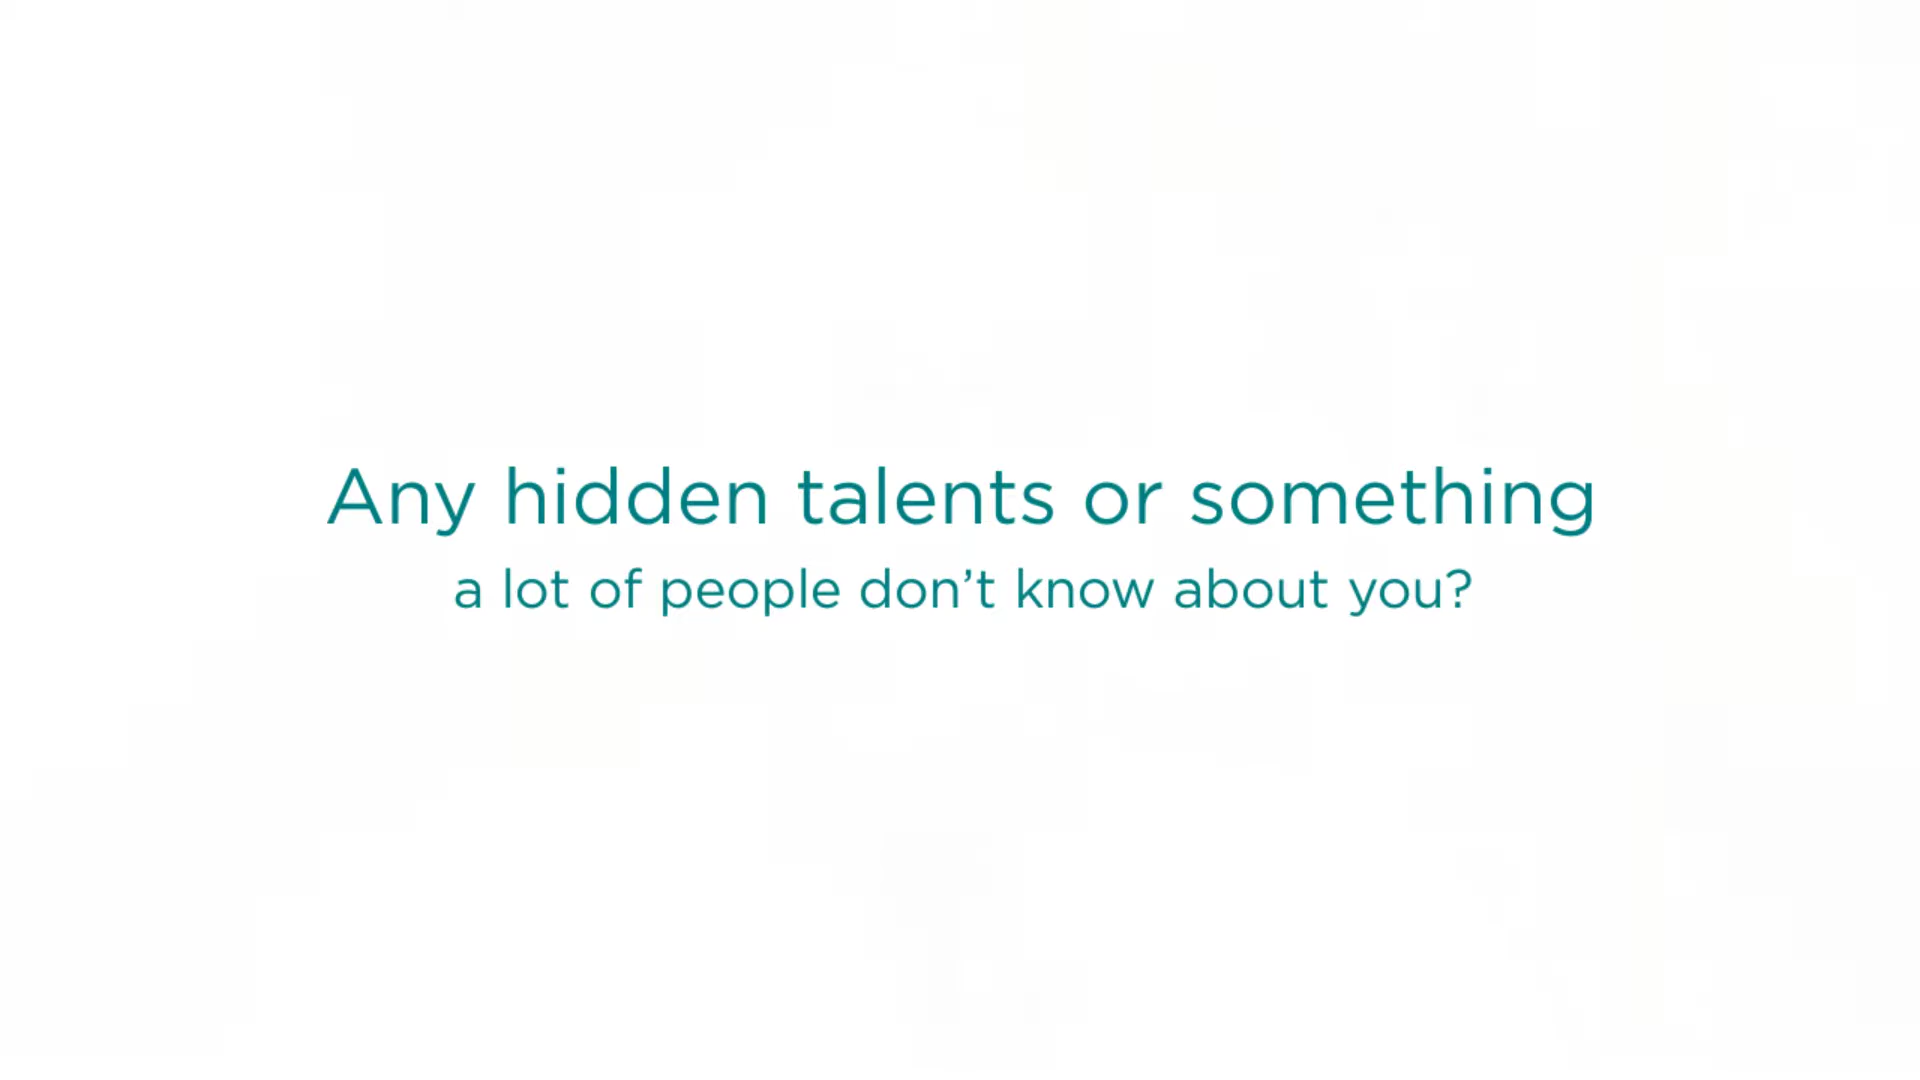 Any hidden talents or something
a lot of people don’t know about you?